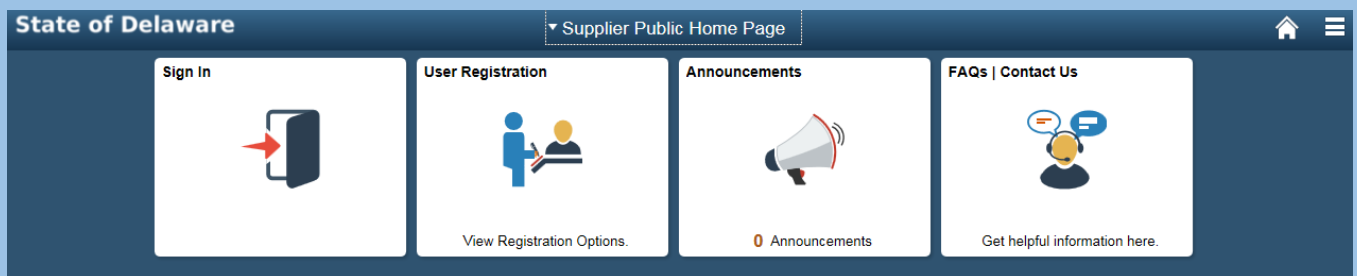 State of Delaware
Supplier Public Home Page
Sign In
User Registration
View Registration Options.
Announcements
0 Announcements
FAQs | Contact Us
Get helpful information here.